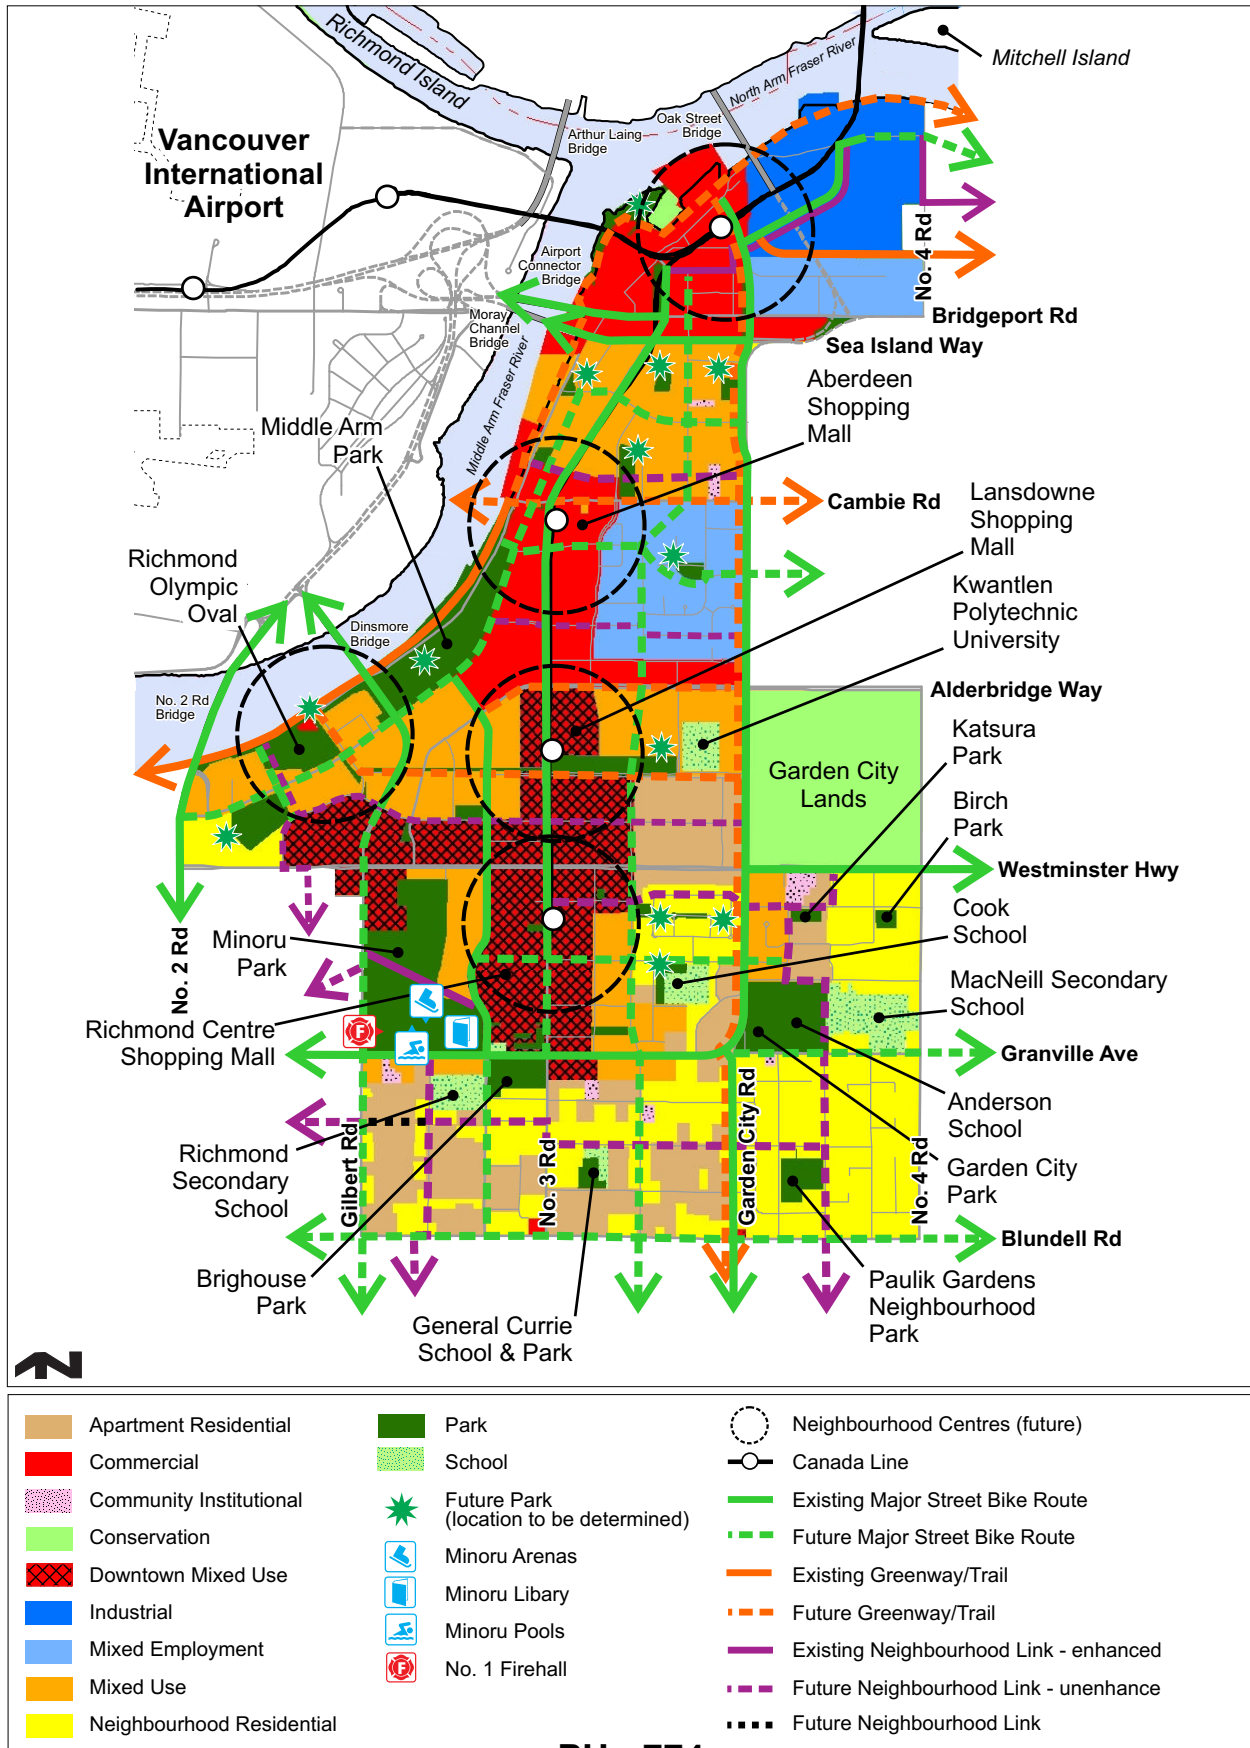 Richmond Island
Mitchell Island
North Arm Fraser River
Oak Street
Bridge
Arthur Laing
Bridge
Vancouver
International
Airport
No. 4 Rd
Airport
Connector
Bridge
Moray
Channel
Bridge
Bridgeport Rd
Sea Island Way
Middle Arm Fraser River
Aberdeen
Shopping
Mall
Middle Arm
Park
Cambie Rd
Lansdowne
Shopping
Mall
Richmond
Olympic
Oval
Kwantlen
Polytechnic
University
Dinsmore
Bridge
No. 2 Rd
Bridge
Alderbridge Way
Katsura
Park
Garden City
Lands
Birch
Park
Westminster Hwy
Cook
School
No. 2 Rd
Minoru
Park
MacNeill Secondary
School
Richmond Centre
Shopping Mall
F
Granville Ave
Anderson
School
Gilbert Rd
No. 3 Rd
Garden City Rd
No. 4 Rd
Richmond
Secondary
School
Garden City
Park
Blundell Rd
Brighouse
Park
Paulik Gardens
Neighbourhood
Park
General Currie
School & Park
N
Apartment Residential
Commercial
Community Institutional
Conservation
Downtown Mixed Use
Industrial
Mixed Employment
Mixed Use
Neighbourhood Residential
Park
School
Future Park
(location to be determined)
Minoru Arenas
Minoru Libary
Minoru Pools
F
No. 1 Firehall
Neighbourhood Centres (future)
Canada Line
Existing Major Street Bike Route
Future Major Street Bike Route
Existing Greenway/Trail
Future Greenway/Trail
Existing Neighbourhood Link - enhanced
Future Neighbourhood Link - unenhance
Future Neighbourhood Link